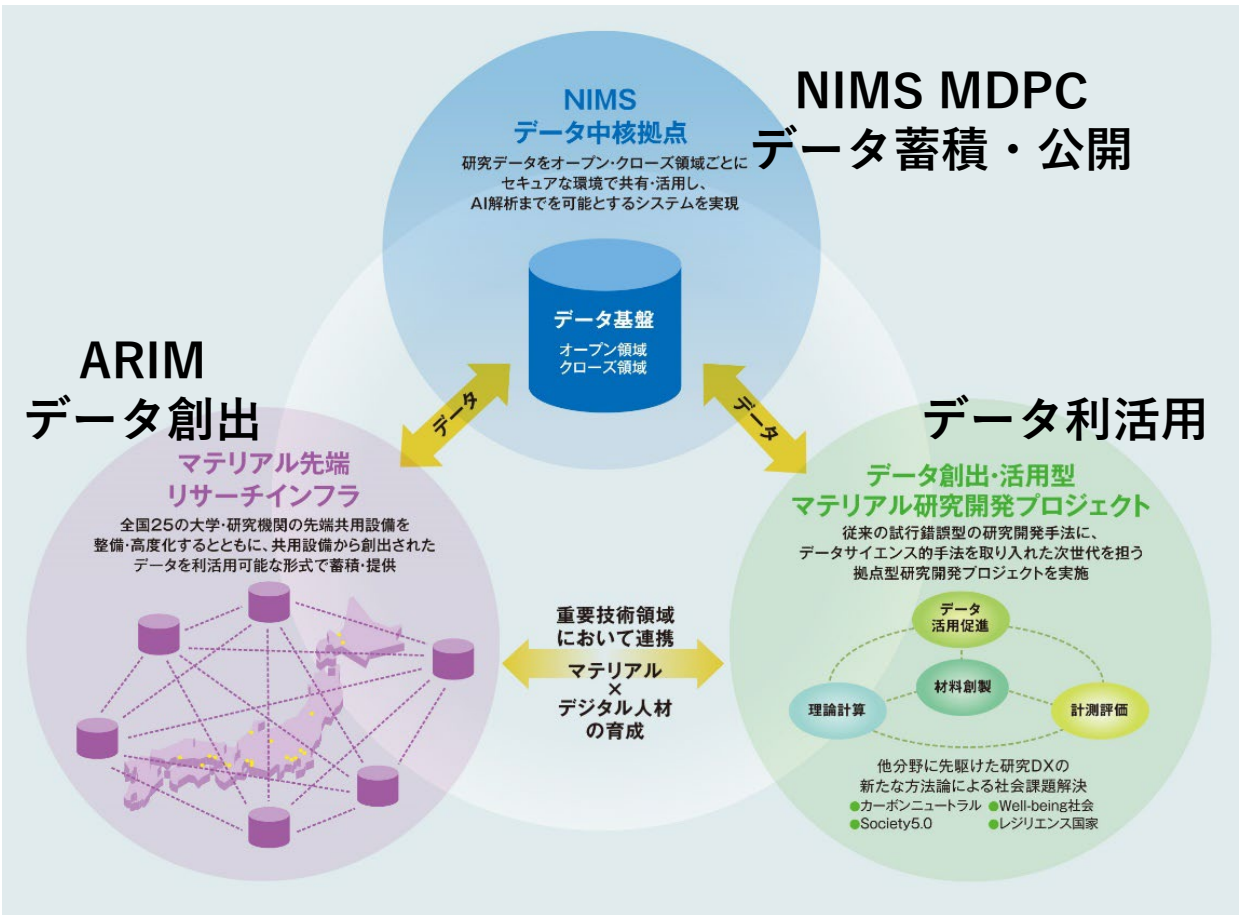 NIMS MDPC
データ蓄積・公開
NIMS
データ中核拠点
研究データをオープン・クローズ領域ごとに
セキュアな環境で共有・活用し、
AI解析までを可能とするシステムを実現
データ基盤
オープン領域
クローズ領域
データ
データ
ARIM
データ創出
マテリアル先端
リサーチインフラ
全国25の大学・研究機関の先端共用設備を
整備・高度化するとともに、共用設備から創出された
データを利活用可能な形式で蓄積・提供
データ利活用
データ創出・活用型
マテリアル研究開発プロジェクト
従来の試行錯誤型の研究開発手法に、
データサイエンス的手法を取り入れた次世代を担う
拠点型研究開発プロジェクトを実施
データ
活用促進
材料創製
理論計算
計測評価
重要技術領域
において連携
マテリアル
×
デジタル人材
の育成
他分野に先駆けた研究DXの
新たな方法論による社会課題解決
●カーボンニュートラル ●Well-being社会
●Society5.0 ●レジリエンス国家